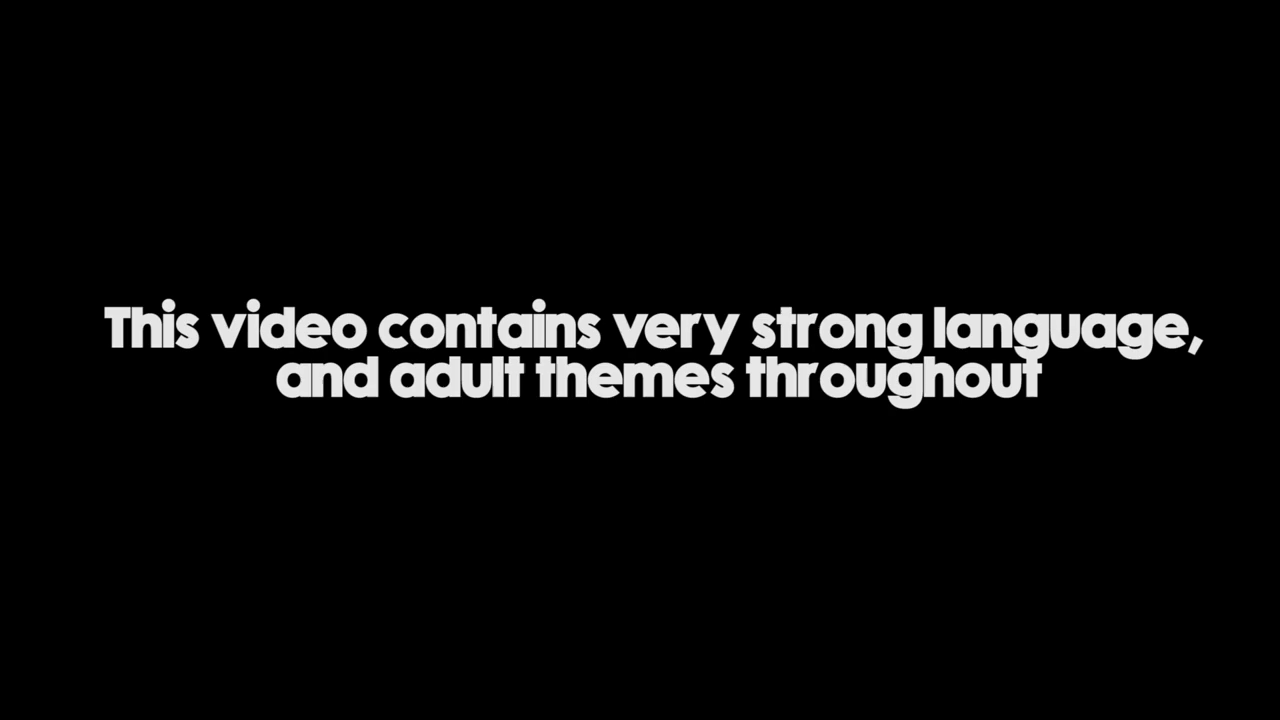 This video contains very strong language,
and adult themes throughout